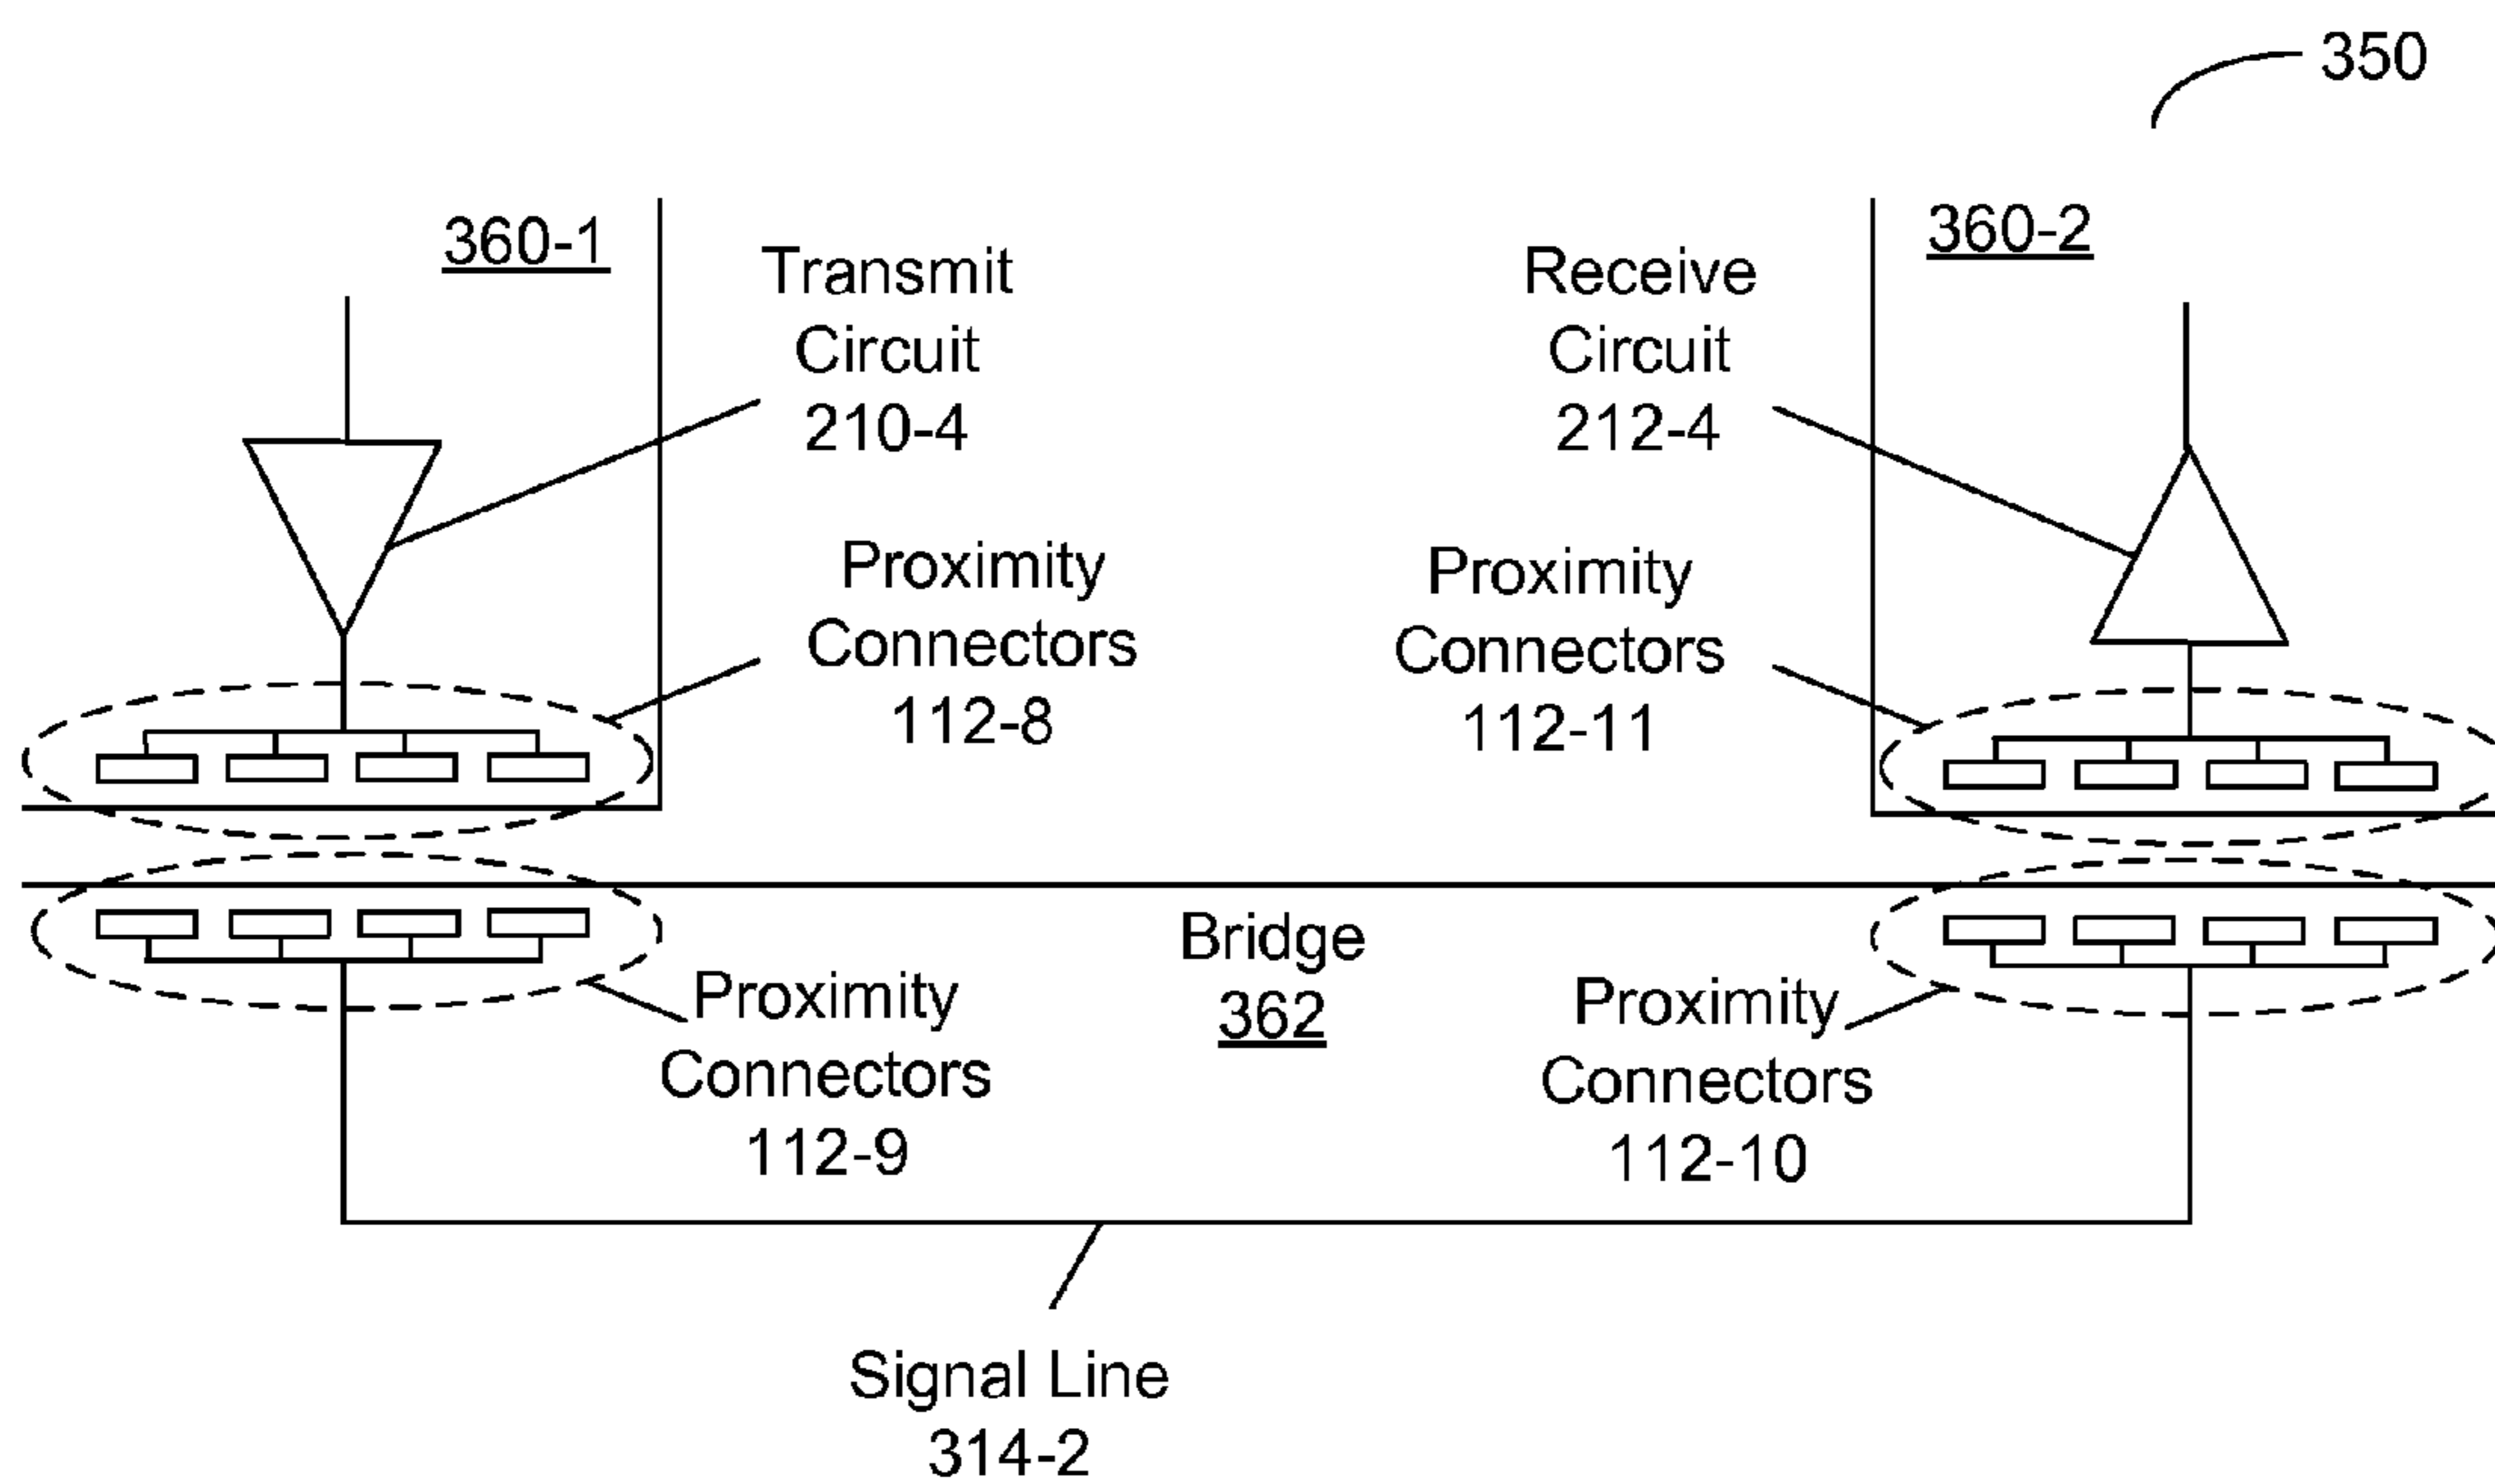 350
360-1
Transmit
Circuit
210-4
Receive
Circuit
212-4
360-2
Proximity
Connectors
112-8
Proximity
Connectors
112-11
Bridge
362
Proximity
Connectors
112-9
Proximity
Connectors
112-10
Signal Line
314-2